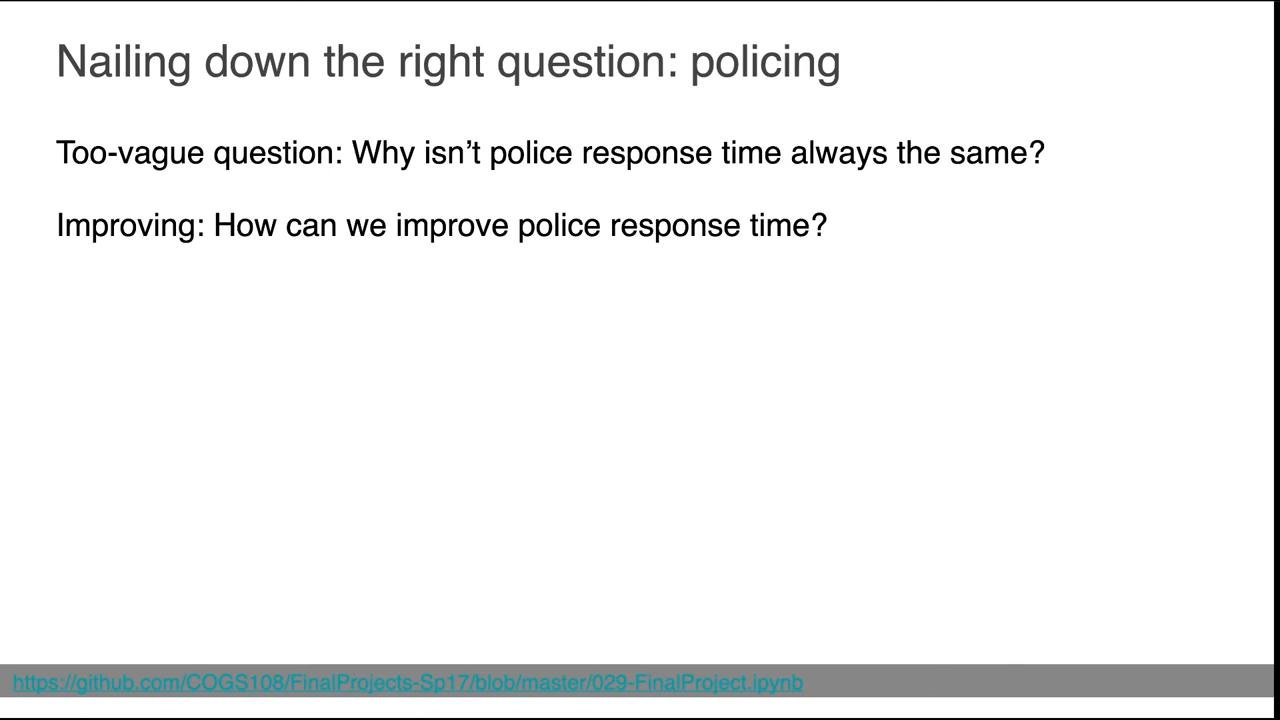 Nailing down the right question: policing
Too-vague question: Why isn’t police response time always the same?
Improving: How can we improve police response time?
https://github.com/COGS108/FinalProjects-Sp17/blob/master/029-FinalProject.ipynb